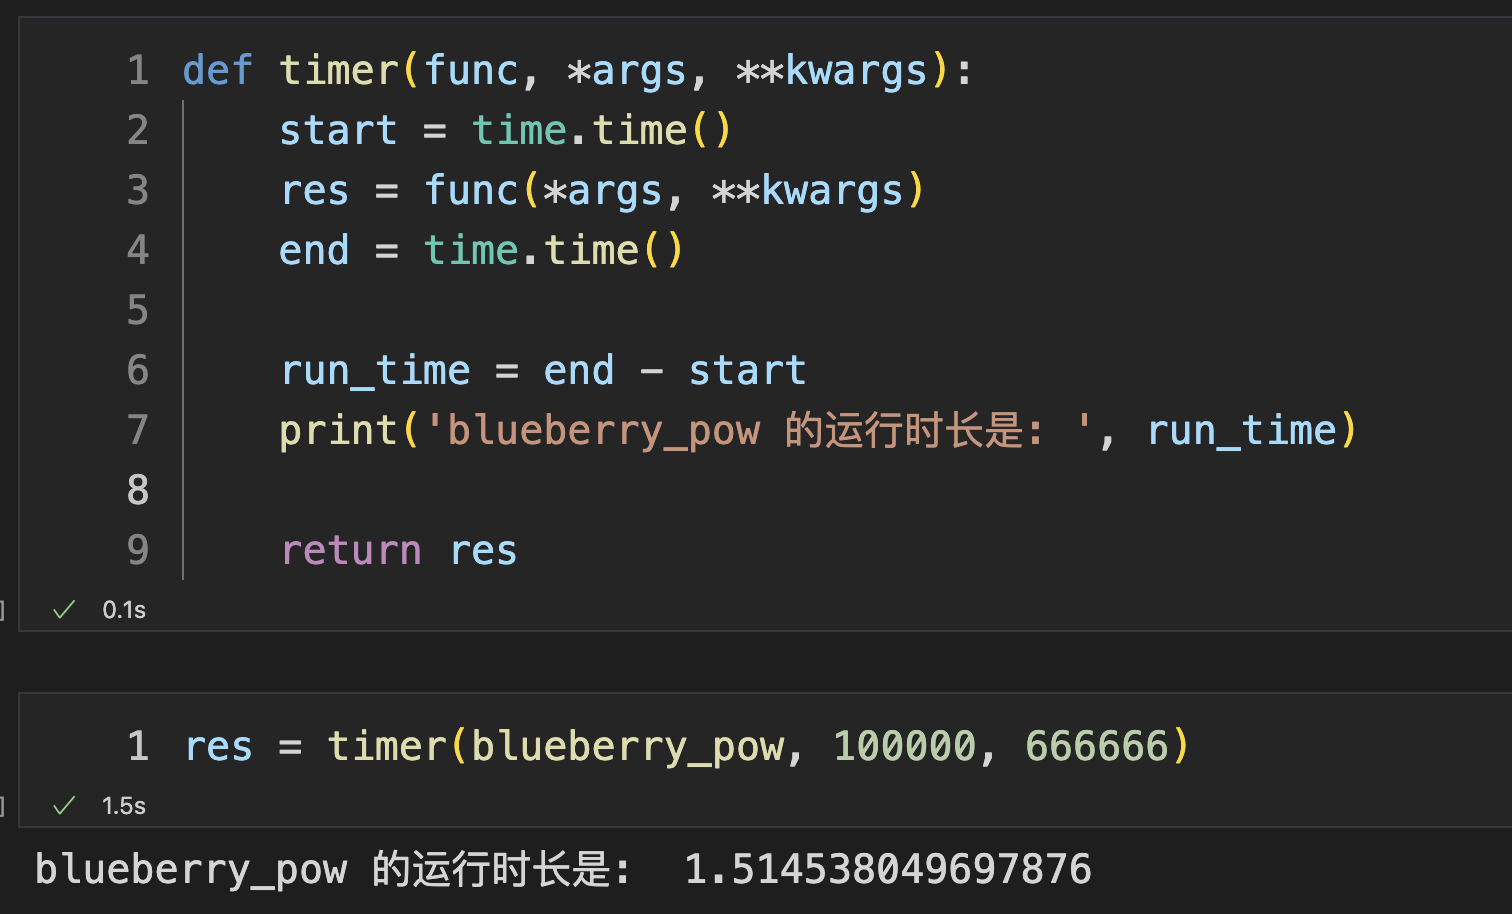 1 def timer(func, *args, **kwargs):
2     start = time.time()
3     res = func(*args, **kwargs)
4     end = time.time()
5
6     run_time = end - start
7     print('blueberry_pow 的运行时长是: ', run_time)
8
9     return res
] ✓ 0.1s
1 res = timer(blueberry_pow, 100000, 666666)
] ✓ 1.5s
blueberry_pow 的运行时长是:  1.514538049697876